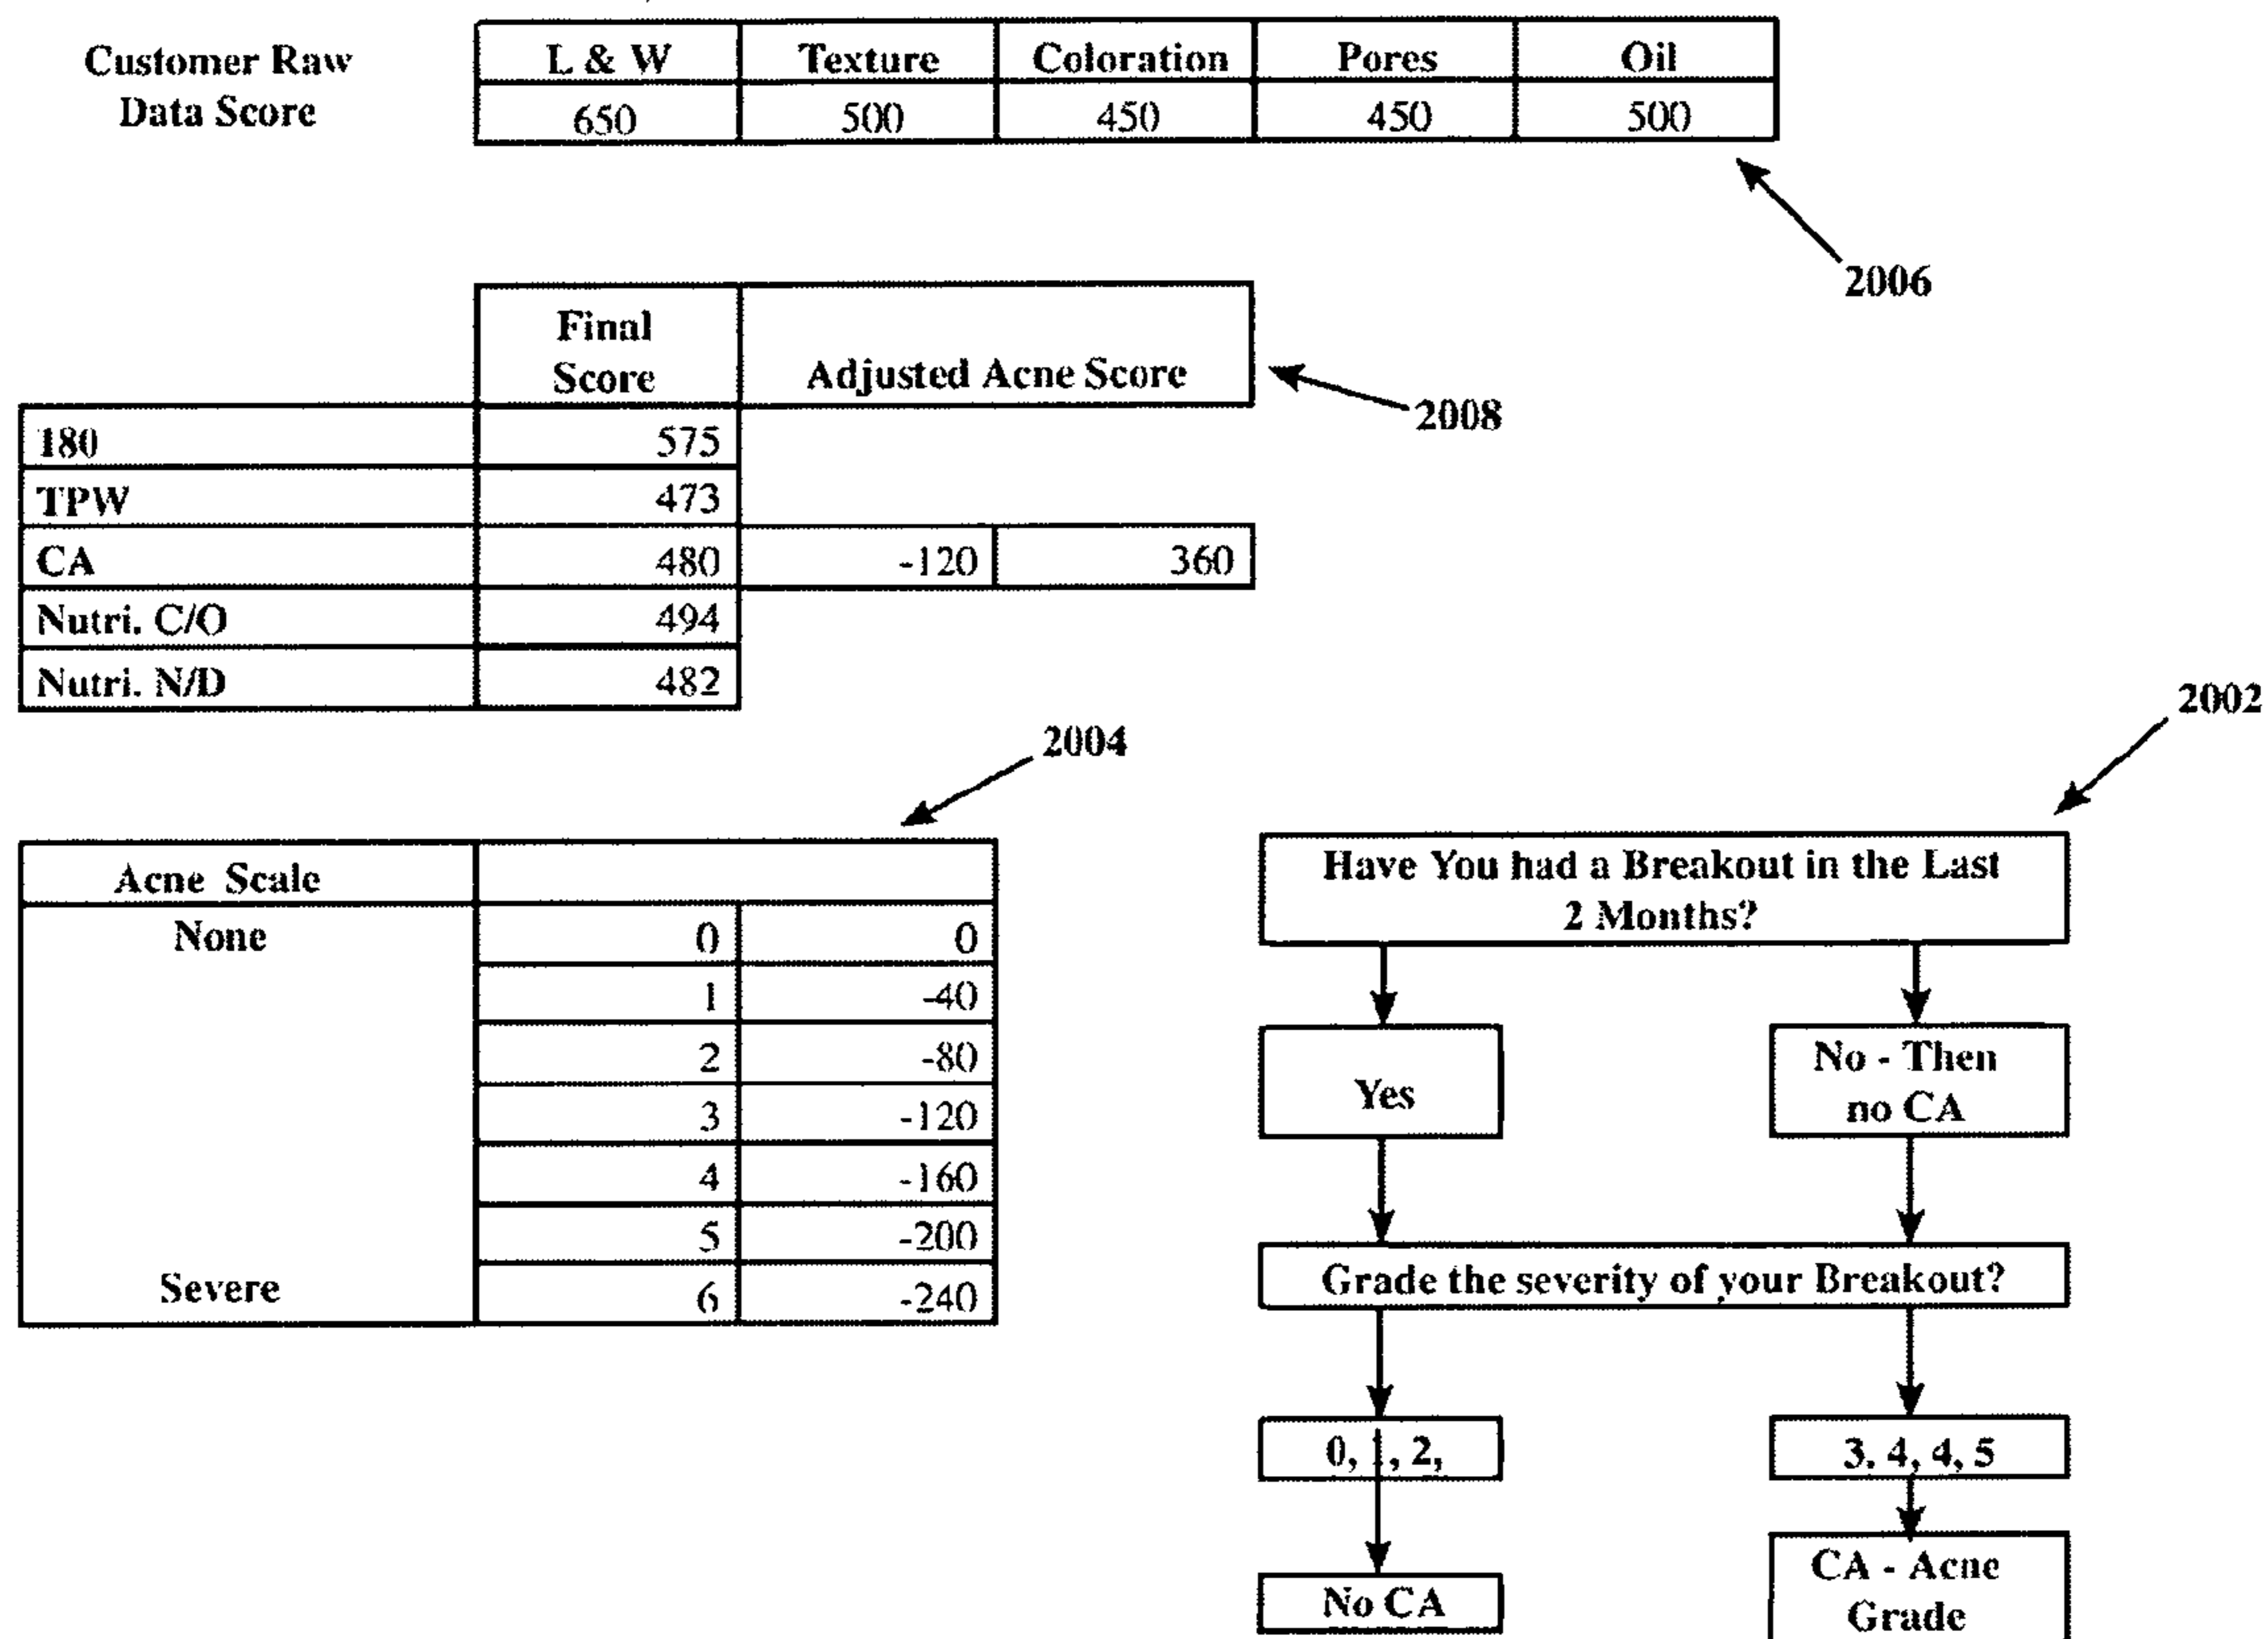 Customer Raw
Data Score
L & W Texture Coloration Pores Oil
650 500 450 450 500
2006
Final
Score
Adjusted Acne Score
2008
180 575
TPW 473
CA 480 -120 360
Nutri. C/O 494
Nutri. N/D 482
2004
2002
Acne Scale
None 0 0
1 -40
2 -80
3 -120
4 -160
5 -200
Severe 6 -240
Have You had a Breakout in the Last
2 Months?
Yes
No - Then
no CA
Grade the severity of your Breakout?
0, 1, 2,
3. 4, 4, 5
No CA
CA - Acne
Grade